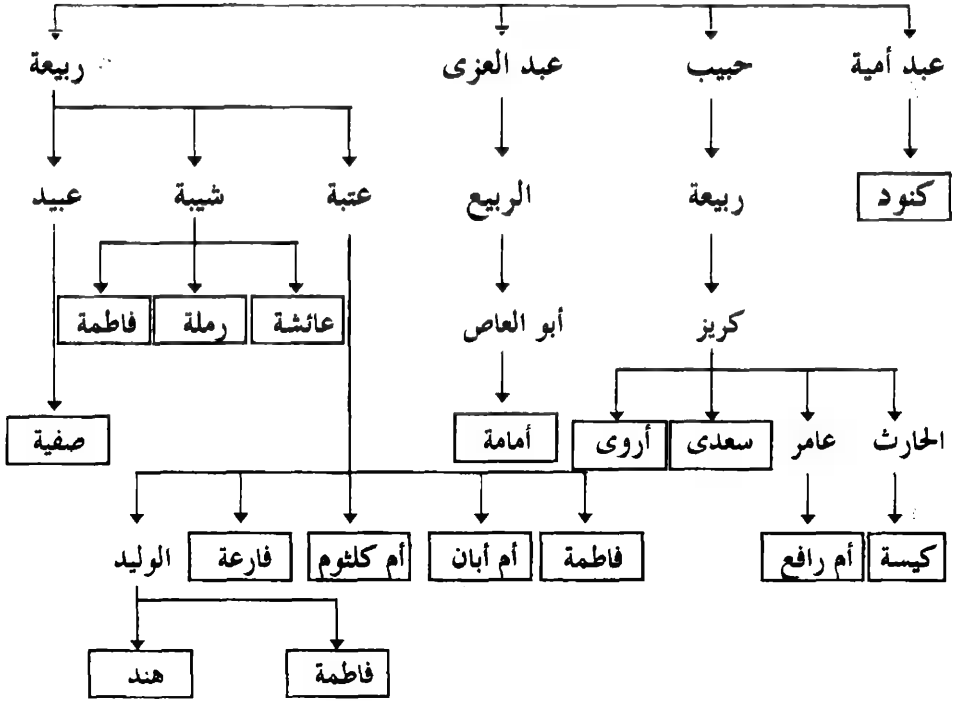 عبد أمية حبيب عبد العزى ربيعة
كنود ربيعة الربيع عتبة شيبة عبيد
كريز أبو العاص عائشة رملة فاطمة
الحارث عامر سعدى أروى أمامة صفية
كيسة أم رافع فاطمة أم أبان أم كلثوم فارعة الوليد
فاطمة هند